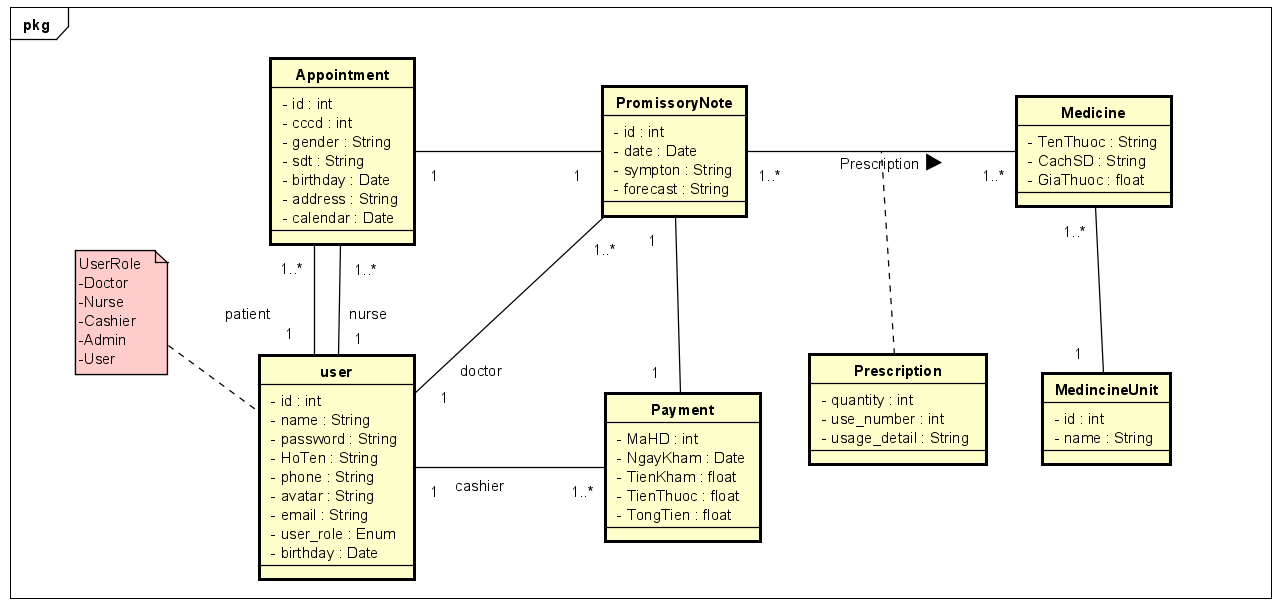 pkg
Appointment
- id : int
- cccd : int
- gender : String
- sdt : String
- birthday : Date
- address : String
- calendar : Date
PromissoryNote
- id : int
- date : Date
- sympton : String
- forecast : String
Medicine
- TenThuoc : String
- CachSD : String
- GiaThuoc : float
1
1
1..*
Prescription
1..*
UserRole
-Doctor
-Nurse
-Cashier
-Admin
-User
1..*
1..*
patient
nurse
1
1
1..*
doctor
1
1
1
1..*
1
user
- id : int
- name : String
- password : String
- HoTen : String
- phone : String
- avatar : String
- email : String
- user_role : Enum
- birthday : Date
1
cashier
1..*
Payment
- MaHD : int
- NgayKham : Date
- TienKham : float
- TienThuoc : float
- TongTien : float
Prescription
- quantity : int
- use_number : int
- usage_detail : String
MedincineUnit
- id : int
- name : String